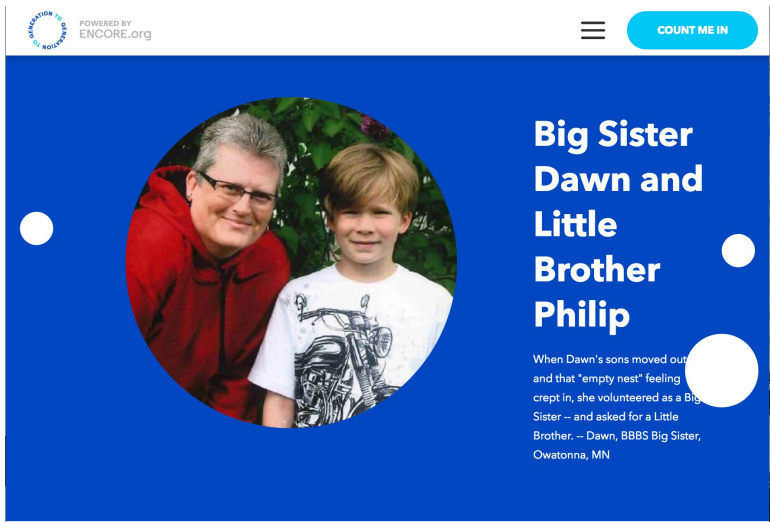 GENERATION TO GENERATION TO
POWERED BY
ENCORE.org
COUNT ME IN
Big Sister
Dawn and
Little
Brother
Philip
When Dawn's sons moved out
and that "empty nest" feeling
crept in, she volunteered as a Big
Sister -- and asked for a Little
Brother. -- Dawn, BBBS Big Sister,
Owatonna, MN